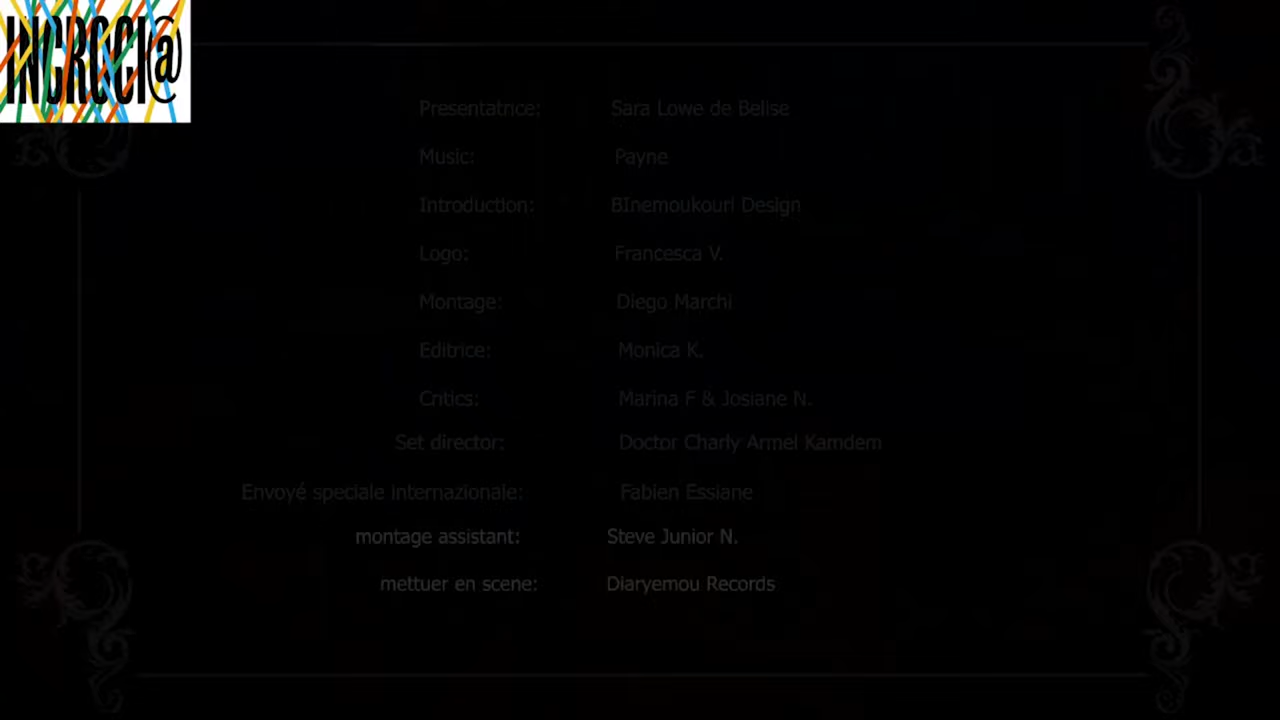 INCROCI@
Presentatrice: Sara Lowe de Belise
Music: Payne
Introduction: BInemoukouri Design
Logo: Francesca V.
Montage: Diego Marchi
Editrice: Monica K.
Critics: Marina F & Josiane N.
Set director: Doctor Charly Armel Kamdem
Envoyé speciale internazionale: Fabien Essiane
montage assistant: Steve Junior N.
mettuer en scene: Diaryemou Records